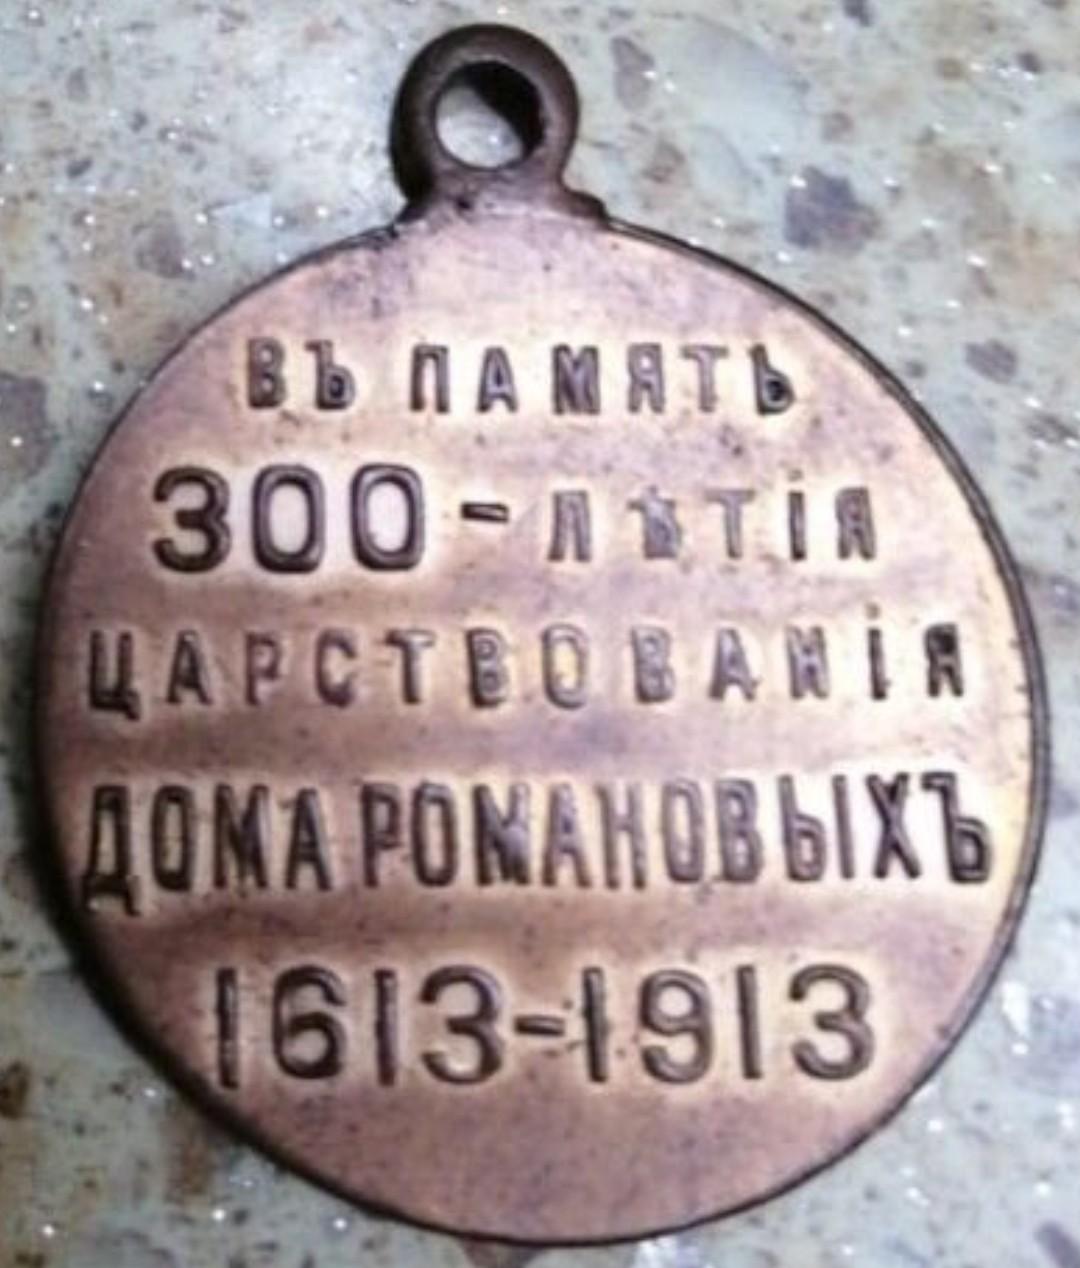 ВЪ ПАМЯТЬ
300-ЛѢТІЯ
ЦАРСТВОВАНІЯ
ДОМА РОМАНОВЫХЪ
1613-1913